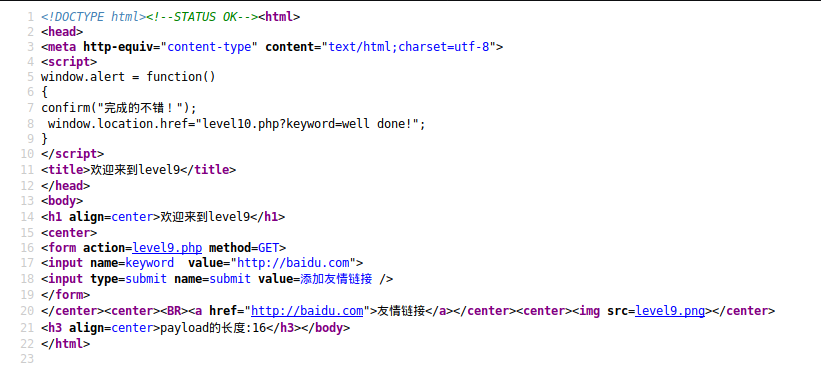 1 <!DOCTYPE html><!--STATUS OK--><html>
2 <head>
3 <meta http-equiv="content-type" content="text/html;charset=utf-8">
4 <script>
5 window.alert = function()
6 {
7 confirm("完成的不错！");
8  window.location.href="level10.php?keyword=well done!";
9 }
10 </script>
11 <title>欢迎来到level9</title>
12 </head>
13 <body>
14 <h1 align=center>欢迎来到level9</h1>
15 <center>
16 <form action=level9.php method=GET>
17 <input name=keyword  value="http://baidu.com">
18 <input type=submit name=submit value=添加友情链接 />
19 </form>
20 </center><center><BR><a href="http://baidu.com">友情链接</a></center><center><img src=level9.png></center>
21 <h3 align=center>payload的长度:16</h3></body>
22 </html>
23